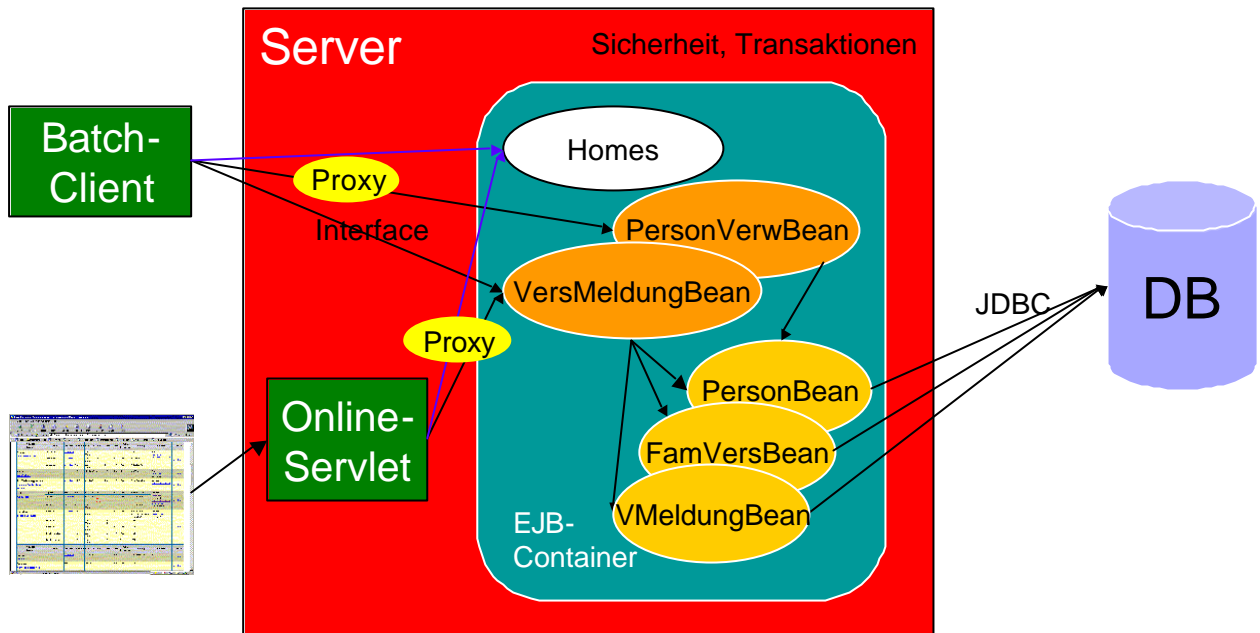 Server
Sicherheit, Transaktionen
Batch-
Client
Homes
Proxy
Interface
PersonVerwBean
VersMeldungBean
JDBC
DB
Proxy
PersonBean
Online-
Servlet
FamVersBean
VMeldungBean
EJB-
Container